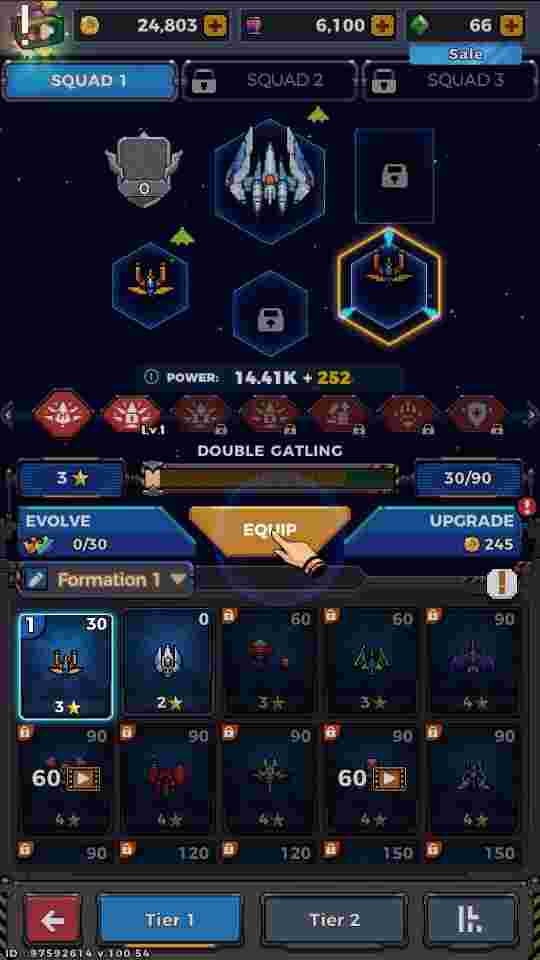 24,803
6,100
66
Sale
SQUAD 1
SQUAD 2
SQUAD 3
0
POWER: 14.41K + 252
Lv.1
DOUBLE GATLING
3
30/90
EVOLVE
0/30
EQUIP
UPGRADE
245
Formation 1
1 30
0
60
60
90
3
2
3
3
4
90
90
90
90
90
60
60
4
4
4
4
4
90
120
120
150
150
Tier 1
Tier 2
ID : 97592614 v.100.54